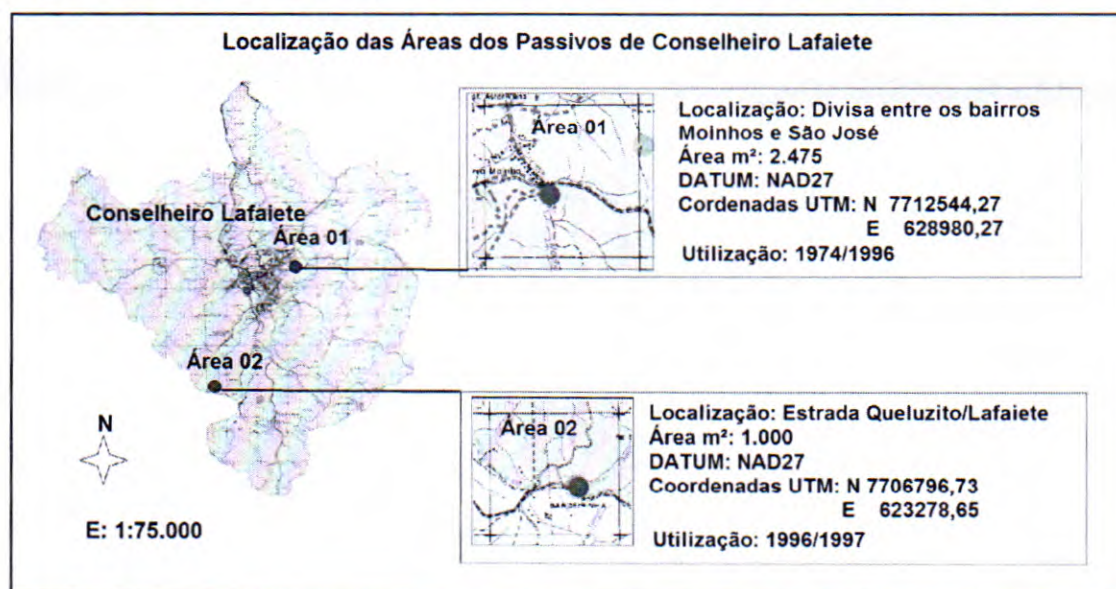 Localização das Áreas dos Passivos de Conselheiro Lafaiete
Conselheiro Lafaiete
Área 01
Área 02
N
E: 1:75.000
Área 01
Localização: Divisa entre os bairros
Moinhos e São José
Área m²: 2.475
DATUM: NAD27
Cordenadas UTM: N 7712544,27
E 628980,27
Utilização: 1974/1996
Área 02
Localização: Estrada Queluzito/Lafaiete
Área m²: 1.000
DATUM: NAD27
Coordenadas UTM: N 7706796,73
E 623278,65
Utilização: 1996/1997